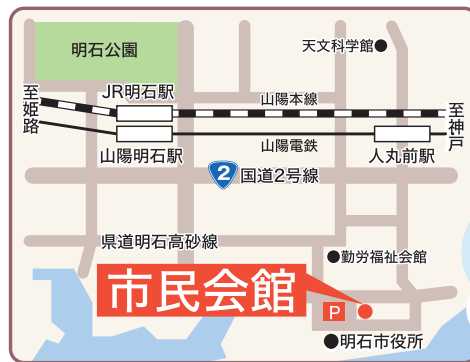 明石公園
天文科学館
至姫路
JR明石駅
山陽本線
至神戸
山陽明石駅
山陽電鉄
人丸前駅
2
国道2号線
県道明石高砂線
勤労福祉会館
市民会館
P
明石市役所